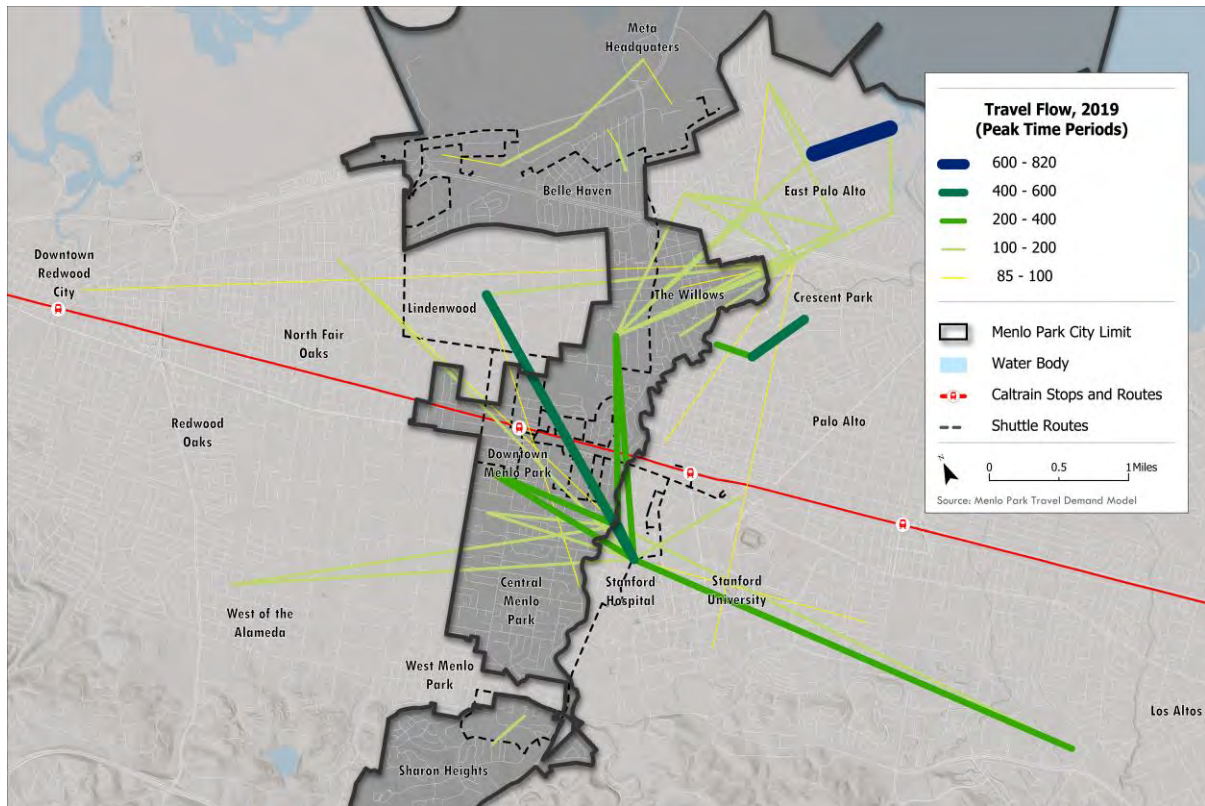 Meta
Headquaters
Belle Haven
East Palo Alto
Downtown
Redwood
City
Lindenwood
The Willows
Crescent Park
North Fair
Oaks
Redwood
Oaks
Palo Alto
Downtown
Menlo Park
Central
Menlo
Park
Stanford
Hospital
Stanford
University
West of the
Alameda
West Menlo
Park
Los Altos
Sharon Heights
Travel Flow, 2019
(Peak Time Periods)
600 - 820
400 - 600
200 - 400
100 - 200
85 - 100
Menlo Park City Limit
Water Body
Caltrain Stops and Routes
Shuttle Routes
N
0 0.5 1 Miles
Source: Menlo Park Travel Demand Model